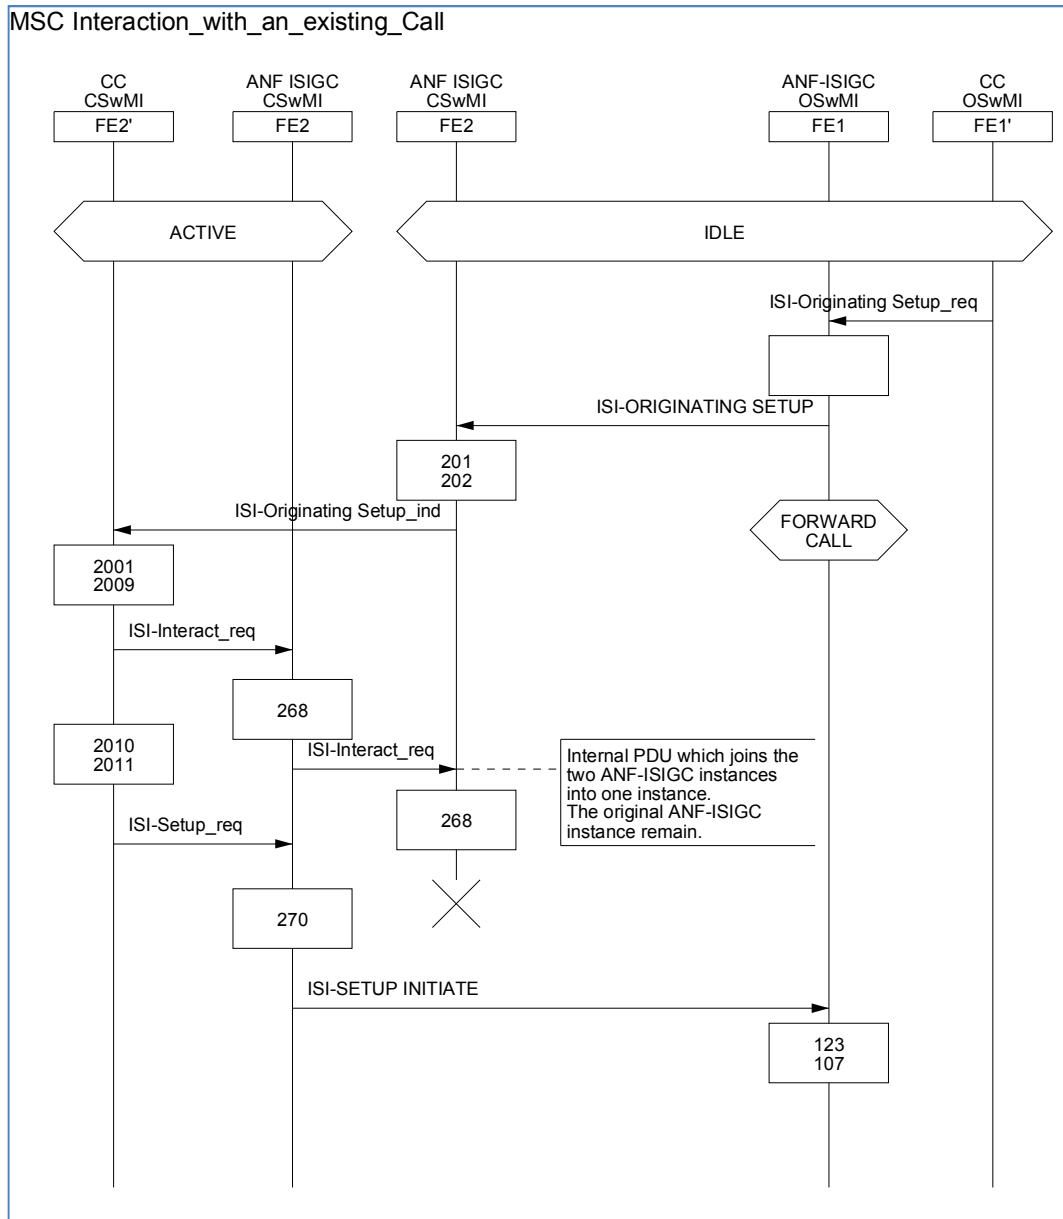 MSC Interaction_with_an_existing_Call
CC
CSwMI
FE2'
ANF ISIGC
CSwMI
FE2
ANF ISIGC
CSwMI
FE2
ANF-ISIGC
OSwMI
FE1
CC
OSwMI
FE1'
ACTIVE
IDLE
ISI-Originating Setup_req
ISI-ORIGINATING SETUP
201
202
ISI-Originating Setup_ind
FORWARD
CALL
2001
2009
ISI-Interact_req
268
2010
2011
ISI-Interact_req
Internal PDU which joins the
two ANF-ISIGC instances
into one instance.
The original ANF-ISIGC
instance remain.
268
ISI-Setup_req
270
ISI-SETUP INITIATE
123
107